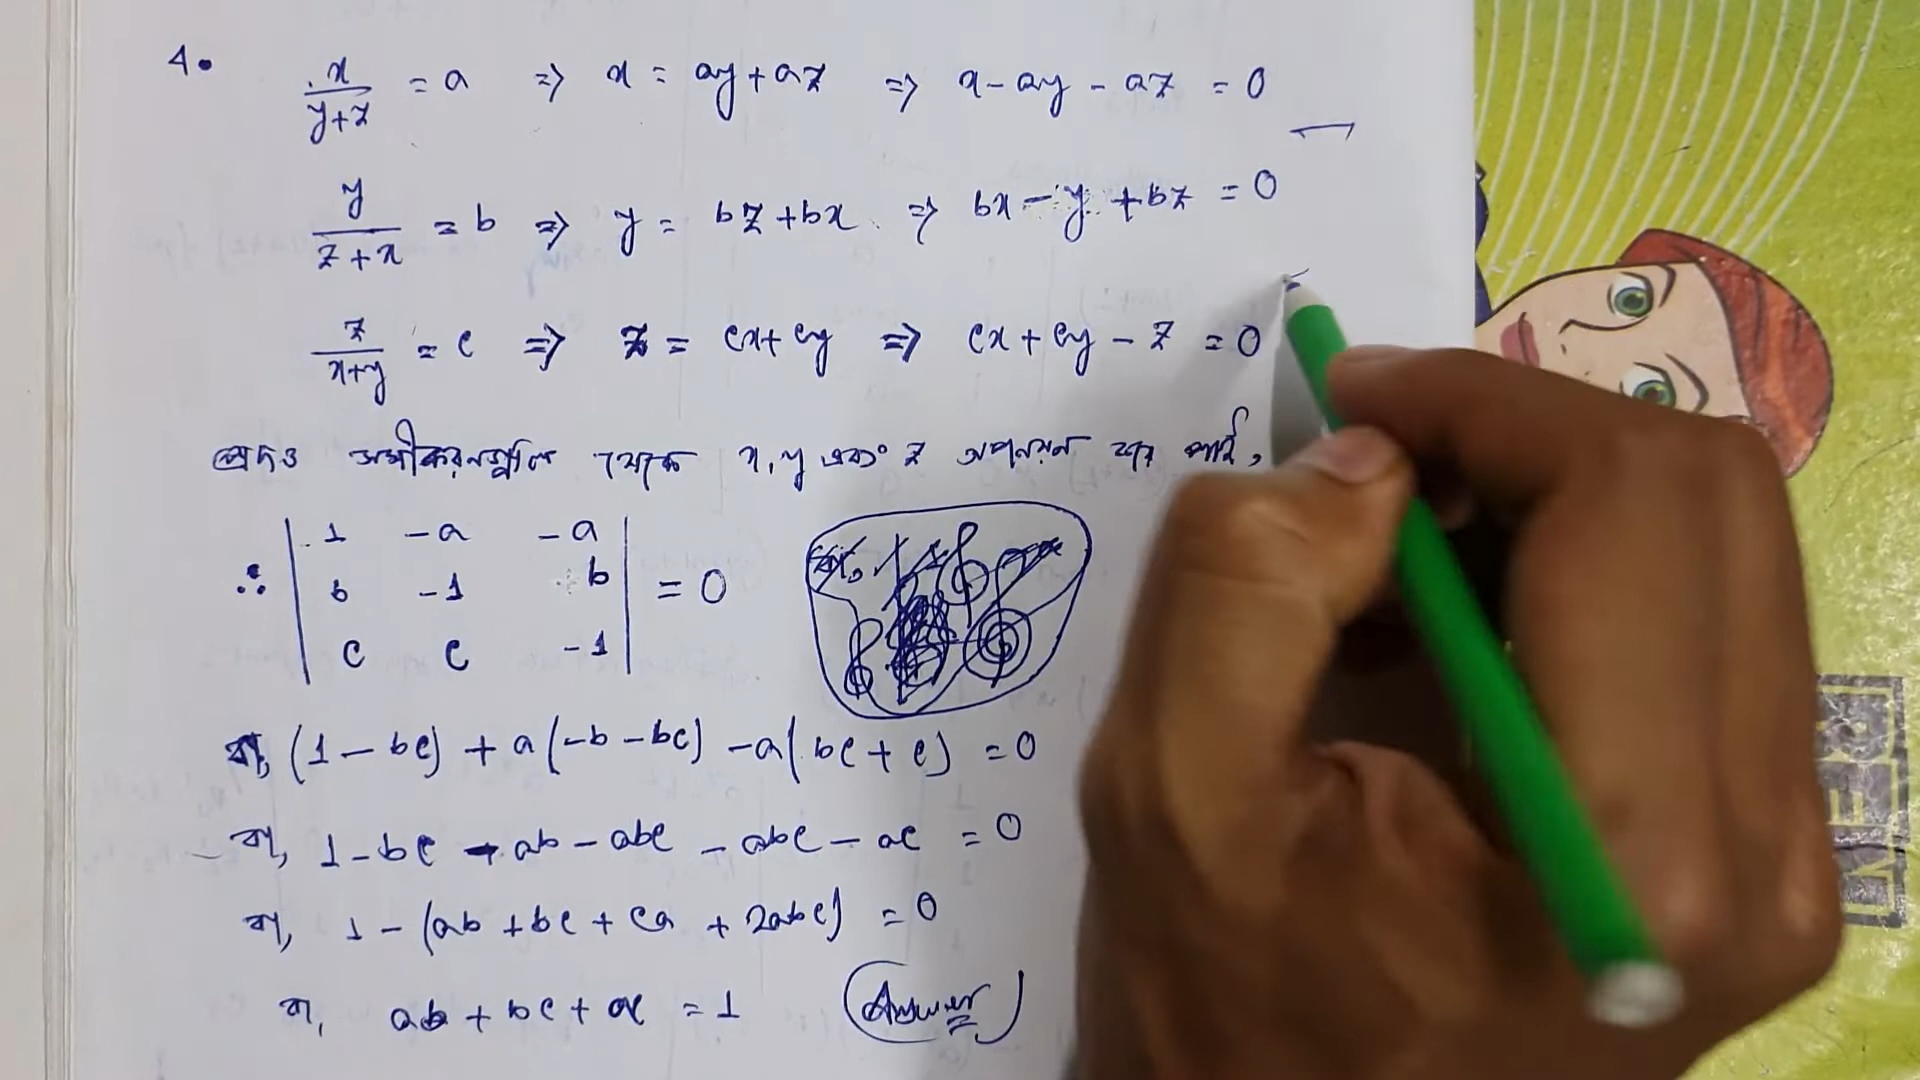 4. x/(y+z) = a ⇒ x = ay + az ⇒ x - ay - az = 0
y/(z+x) = b ⇒ y = bz + bx ⇒ bx - y + bz = 0
z/(x+y) = c ⇒ z = cx + cy ⇒ cx + cy - z = 0
প্রদত্ত সমীকরণগুলি থেকে x, y এবং z অপনয়ন করে পাই,
∴ | 1 -a -a |
| b -1 b | = 0
| c c -1 |
বা, (1 - bc) + a(-b - bc) - a(bc + c) = 0
বা, 1 - bc - ab - abc - abc - ac = 0
বা, 1 - (ab + bc + ca + 2abc) = 0
বা, ab + bc + ac = 1 (Answer)
REN